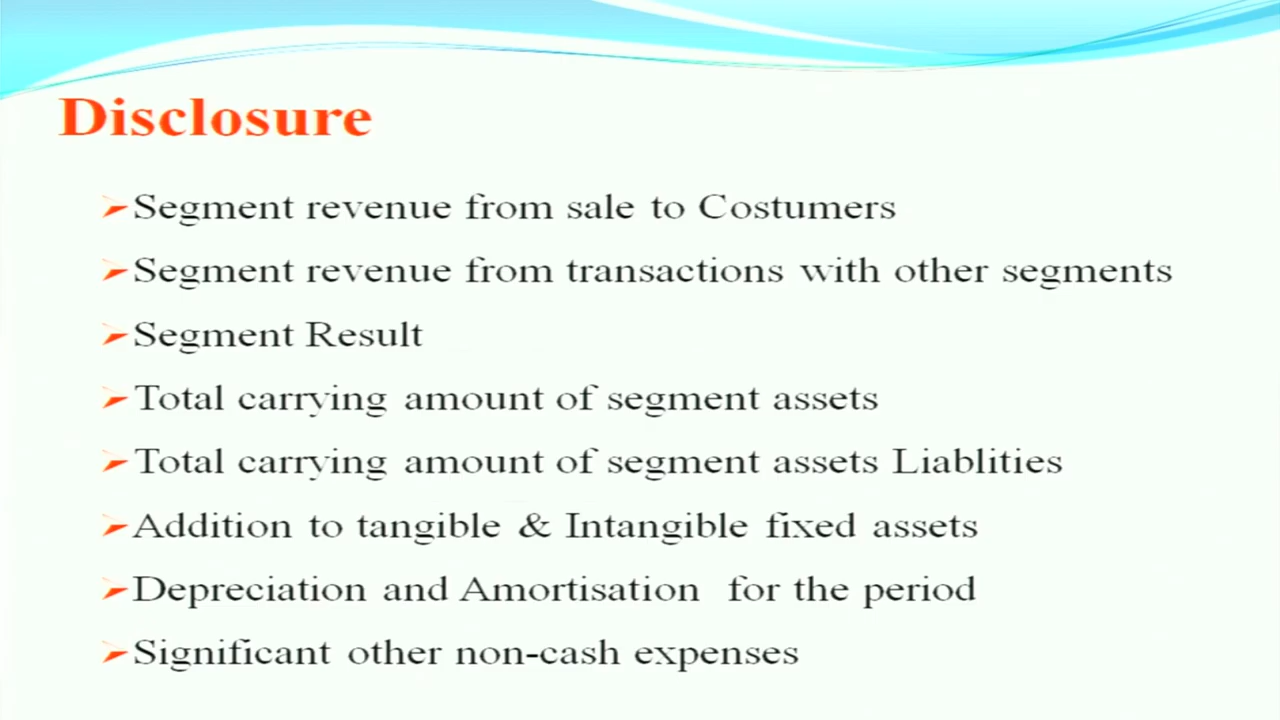 Disclosure
Segment revenue from sale to Costumers
Segment revenue from transactions with other segments
Segment Result
Total carrying amount of segment assets
Total carrying amount of segment assets Liablities
Addition to tangible & Intangible fixed assets
Depreciation and Amortisation for the period
Significant other non-cash expenses